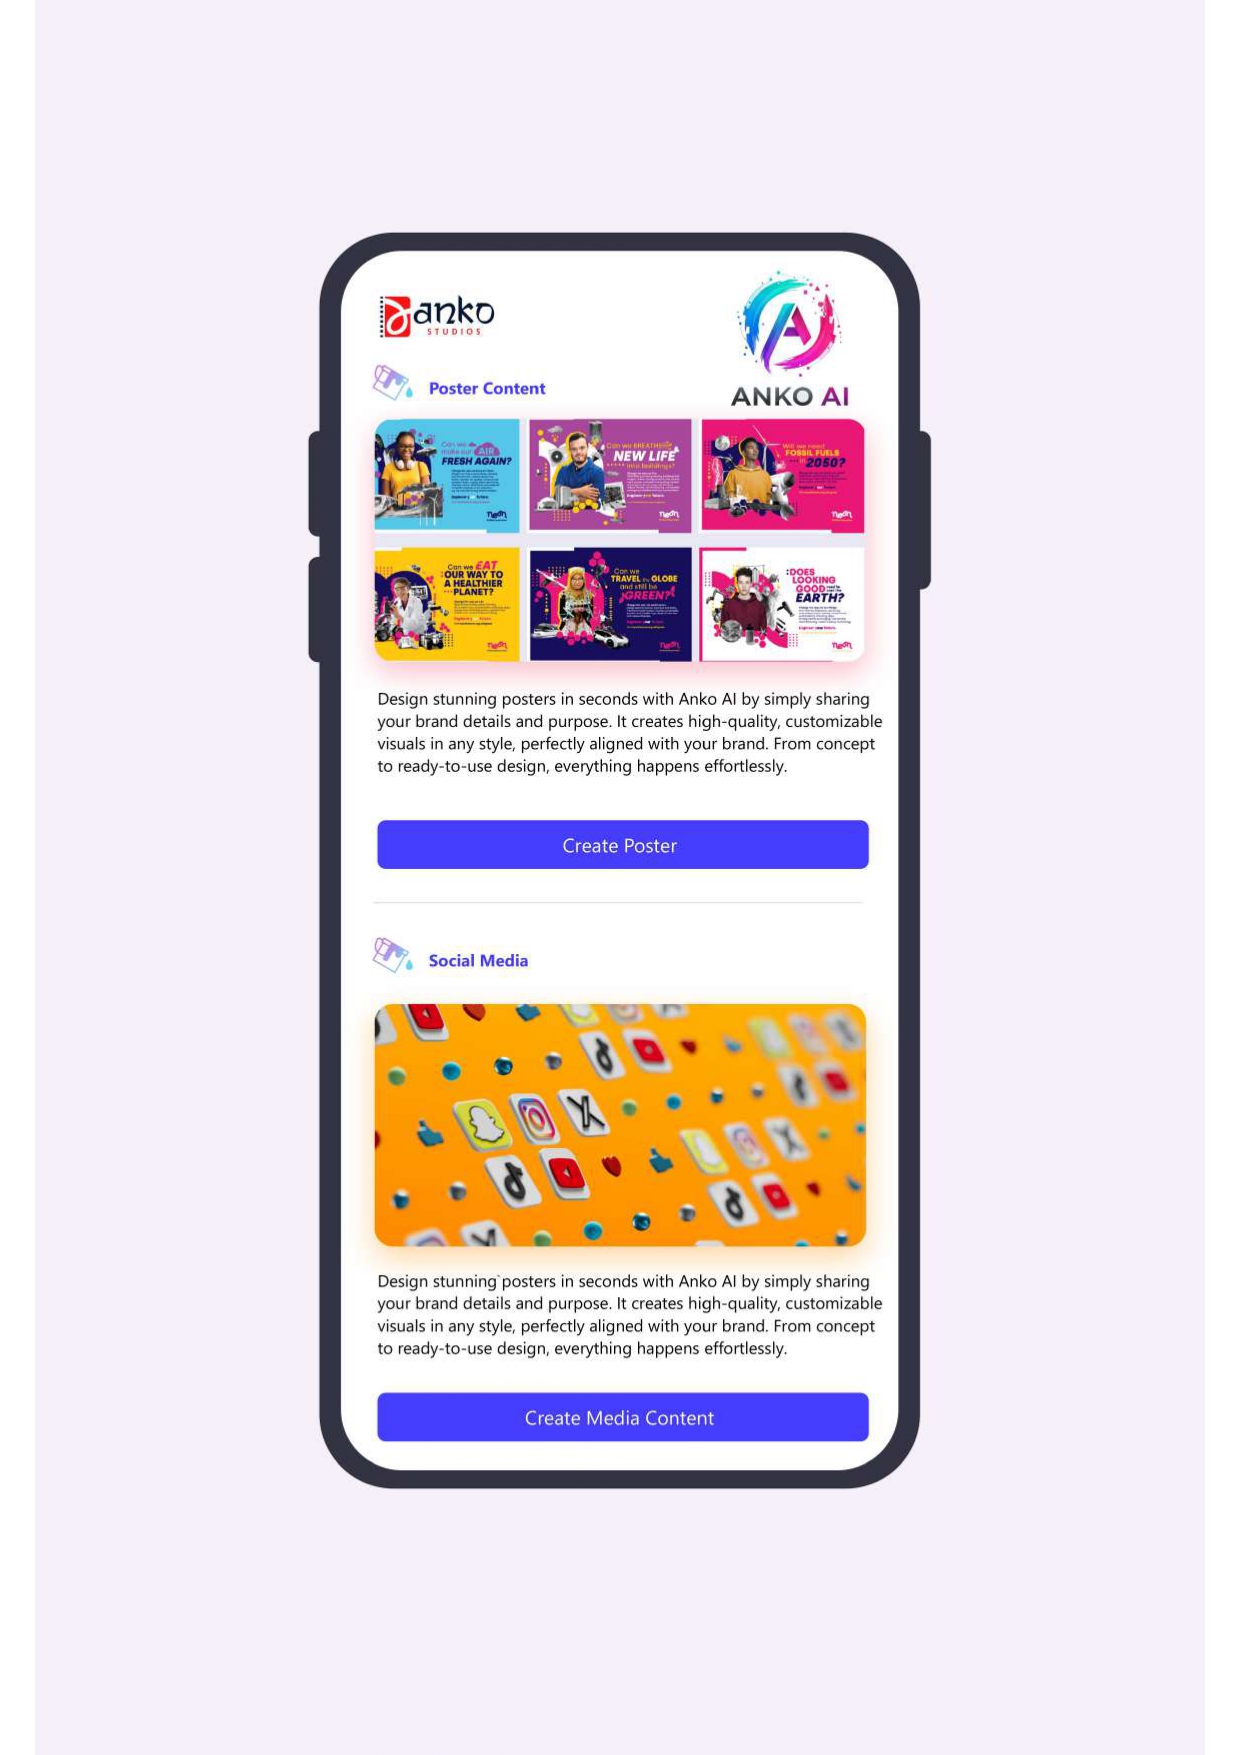 anko
STUDIOS
ANKO AI
Poster Content
Can we
make our AIR
FRESH AGAIN?
neon
Can we BREATHE
NEW LIFE
into buildings?
neon
Will we need
FOSSIL FUELS
in 2050?
neon
Can we EAT
OUR WAY TO
A HEALTHIER
PLANET?
neon
Can we
TRAVEL the GLOBE
and still be
GREEN?
neon
DOES
LOOKING
GOOD
EARTH?
neon
Design stunning posters in seconds with Anko AI by simply sharing
your brand details and purpose. It creates high-quality, customizable
visuals in any style, perfectly aligned with your brand. From concept
to ready-to-use design, everything happens effortlessly.
Create Poster
Social Media
Design stunning posters in seconds with Anko AI by simply sharing
your brand details and purpose. It creates high-quality, customizable
visuals in any style, perfectly aligned with your brand. From concept
to ready-to-use design, everything happens effortlessly.
Create Media Content